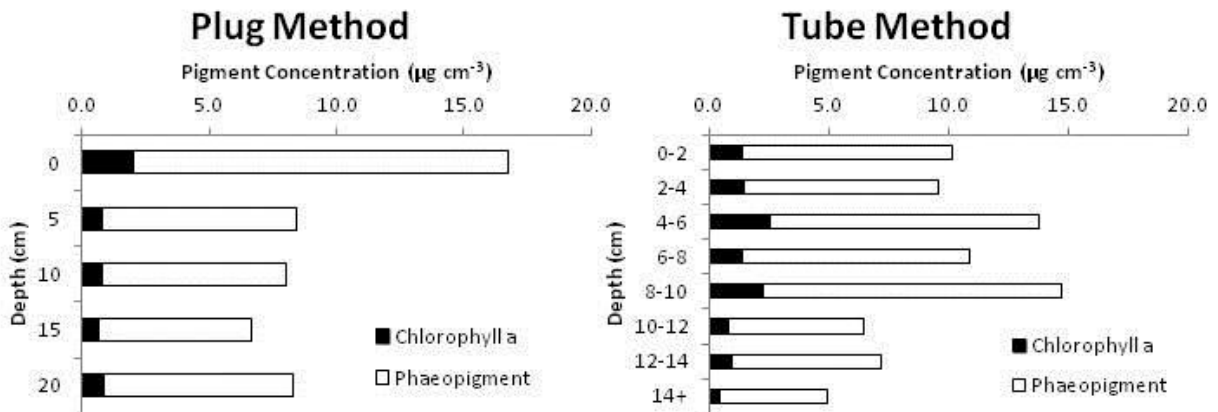 Plug Method
Pigment Concentration (µg cm-3)
0.0 5.0 10.0 15.0 20.0
Depth (cm)
0
5
10
15
20
Chlorophyll a
Phaeopigment
Tube Method
Pigment Concentration (µg cm-3)
0.0 5.0 10.0 15.0 20.0
Depth (cm)
0-2
2-4
4-6
6-8
8-10
10-12
12-14
14+
Chlorophyll a
Phaeopigment